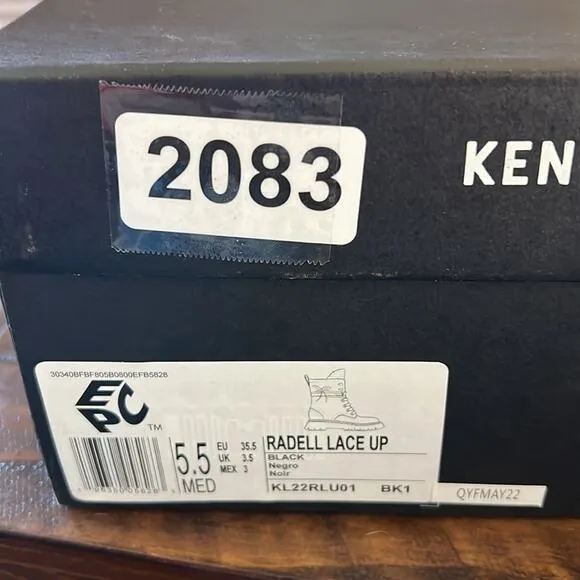 2083
KEN
30340BFBF805B0800EFB5828
EPC
TM
5.5
MED
EU 35.5
UK 3.5
MEX 3
RADELL LACE UP
BLACK
Negro
Noir
KL22RLU01 BK1
QYFMAY22